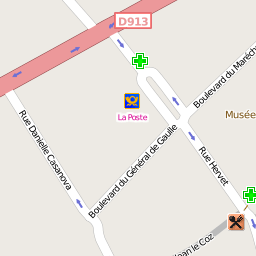 D913
La Poste
Boulevard du Maréch
Musée
Rue Danielle Casanova
Boulevard du Général de Gaulle
Rue Hervet
Jean le Coz